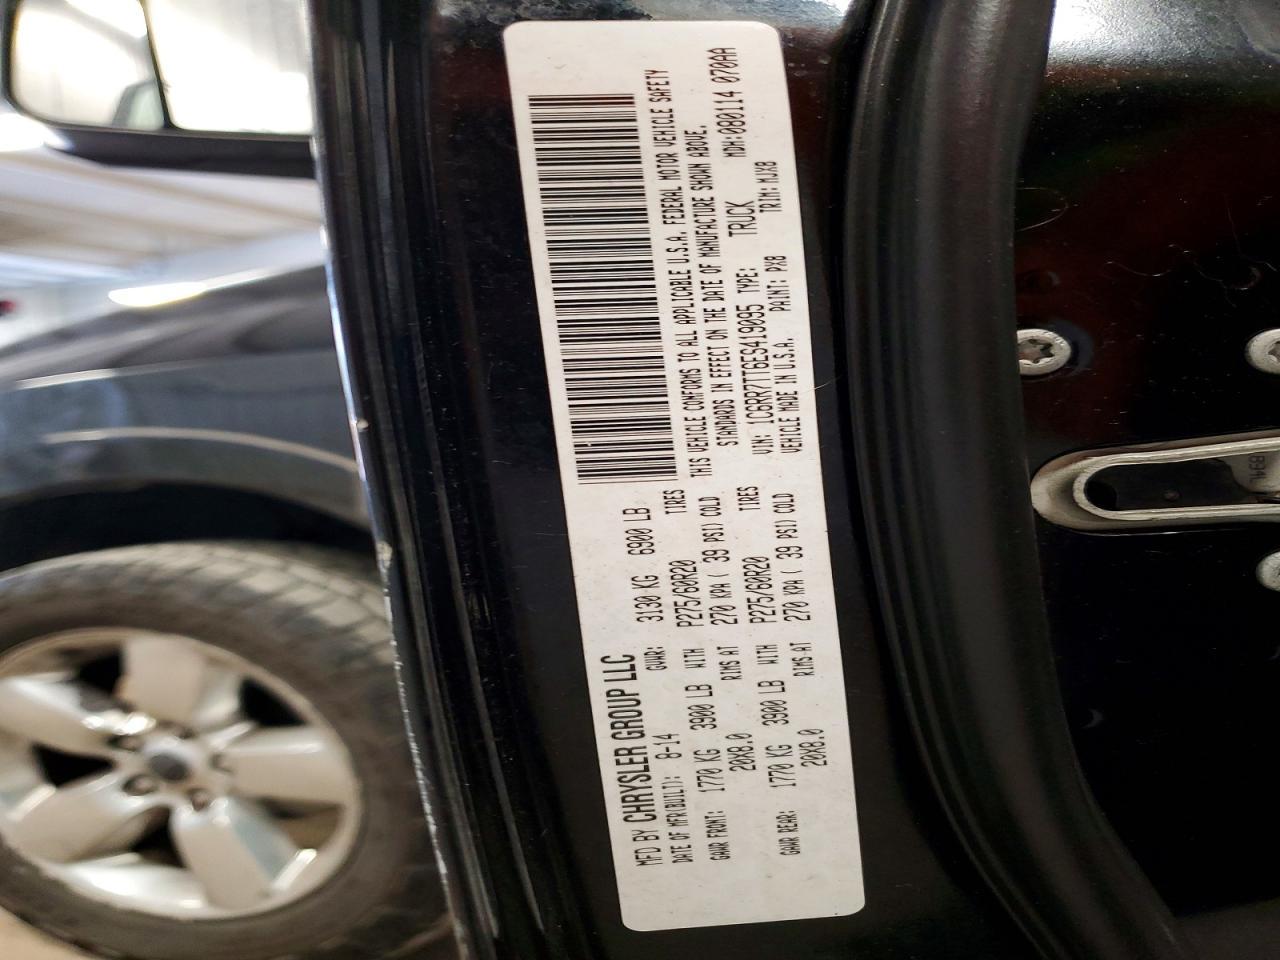 MFD BY CHRYSLER GROUP LLC
DATE OF MFR(BUILT): 8-14 GVWR: 3130 KG 6900 LB
GAWR FRONT: 1770 KG 3900 LB WITH P275/60R20 TIRES
20X8.0 RIMS AT 270 KPA ( 39 PSI) COLD
GAWR REAR: 1770 KG 3900 LB WITH P275/60R20 TIRES
20X8.0 RIMS AT 270 KPA ( 39 PSI) COLD
THIS VEHICLE CONFORMS TO ALL APPLICABLE U.S.A. FEDERAL MOTOR VEHICLE SAFETY
STANDARDS IN EFFECT ON THE DATE OF MANUFACTURE SHOWN ABOVE.
VIN: 1C6RR7TT6ES419095 TYPE: TRUCK MDH:080114 070AA
VEHICLE MADE IN U.S.A. PAINT: PX8 TRIM: MJX8